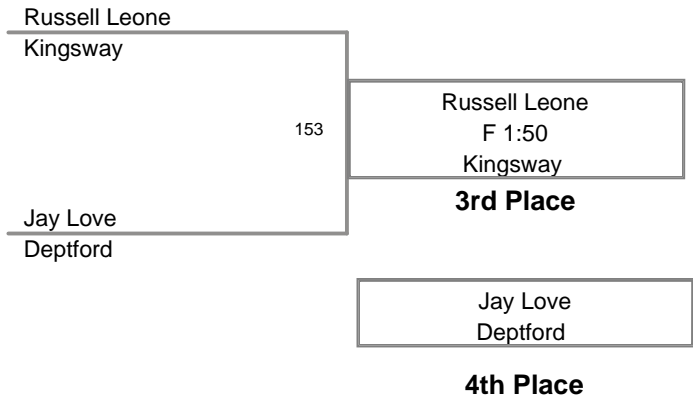 Russell Leone
Kingsway
153
Russell Leone
F 1:50
Kingsway
3rd Place
Jay Love
Deptford
Jay Love
Deptford
4th Place